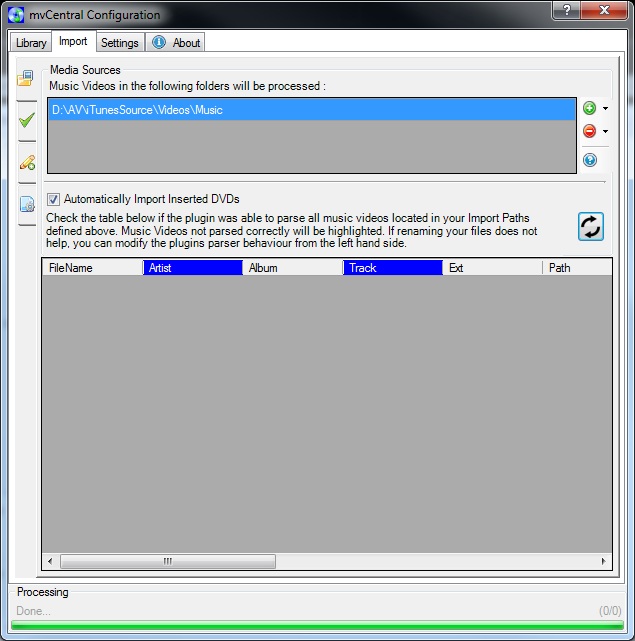 mvCentral Configuration
?
Library Import Settings About
Media Sources
Music Videos in the following folders will be processed :
D:\AV\iTunesSource\Videos\Music
Automatically Import Inserted DVDs
Check the table below if the plugin was able to parse all music videos located in your Import Paths
defined above. Music Videos not parsed correctly will be highlighted. If renaming your files does not
help, you can modify the plugins parser behaviour from the left hand side.
FileName Artist Album Track Ext Path
Processing
Done... (0/0)